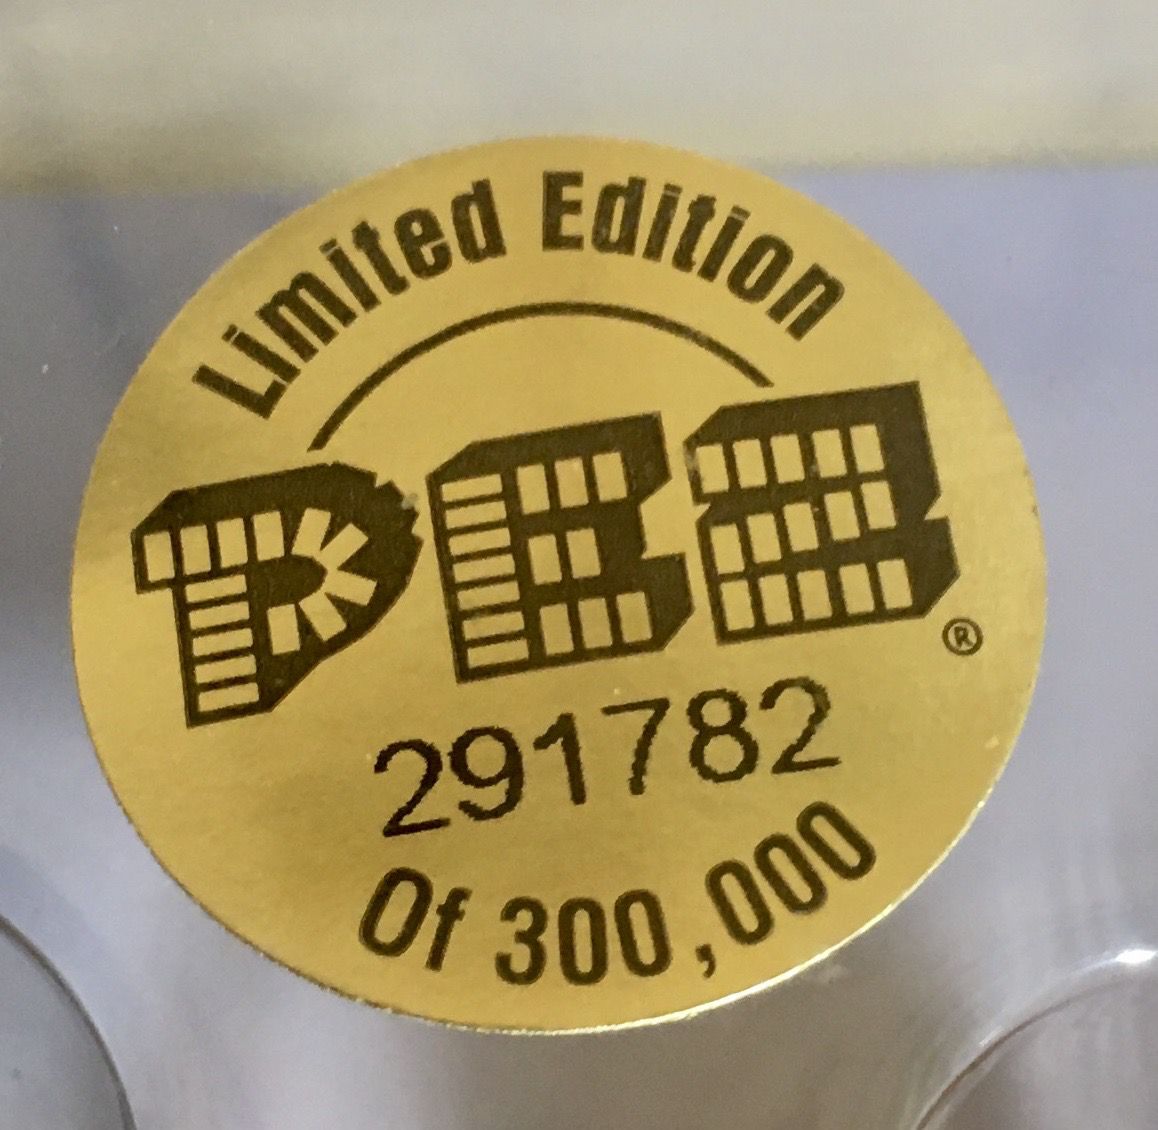 Limited Edition
PEZ®
291782
Of 300,000